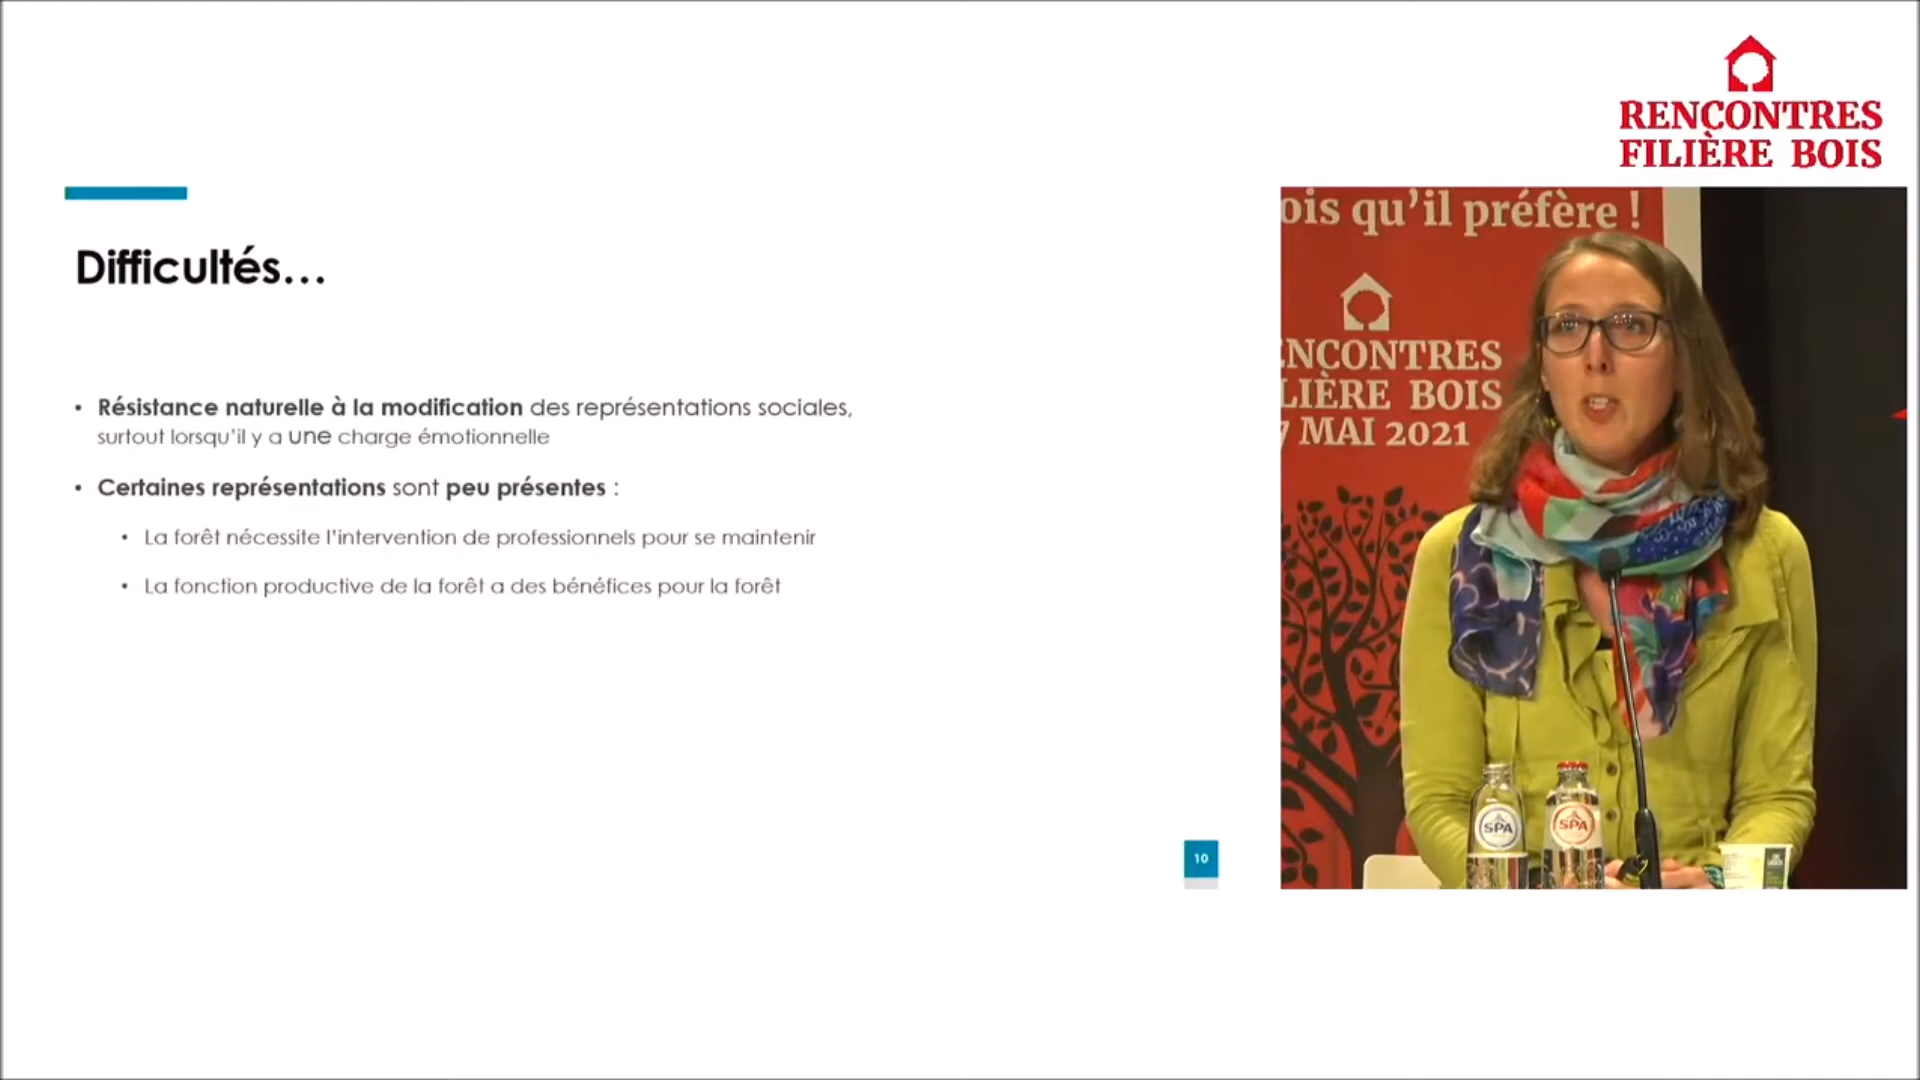 RENCONTRES
FILIÈRE BOIS
Difficultés...
• Résistance naturelle à la modification des représentations sociales,
surtout lorsqu'il y a une charge émotionnelle
• Certaines représentations sont peu présentes :
• La forêt nécessite l'intervention de professionnels pour se maintenir
• La fonction productive de la forêt a des bénéfices pour la forêt
10
ois qu'il préfère !
ENCONTRES
LIÈRE BOIS
7 MAI 2021
SPA
SPA